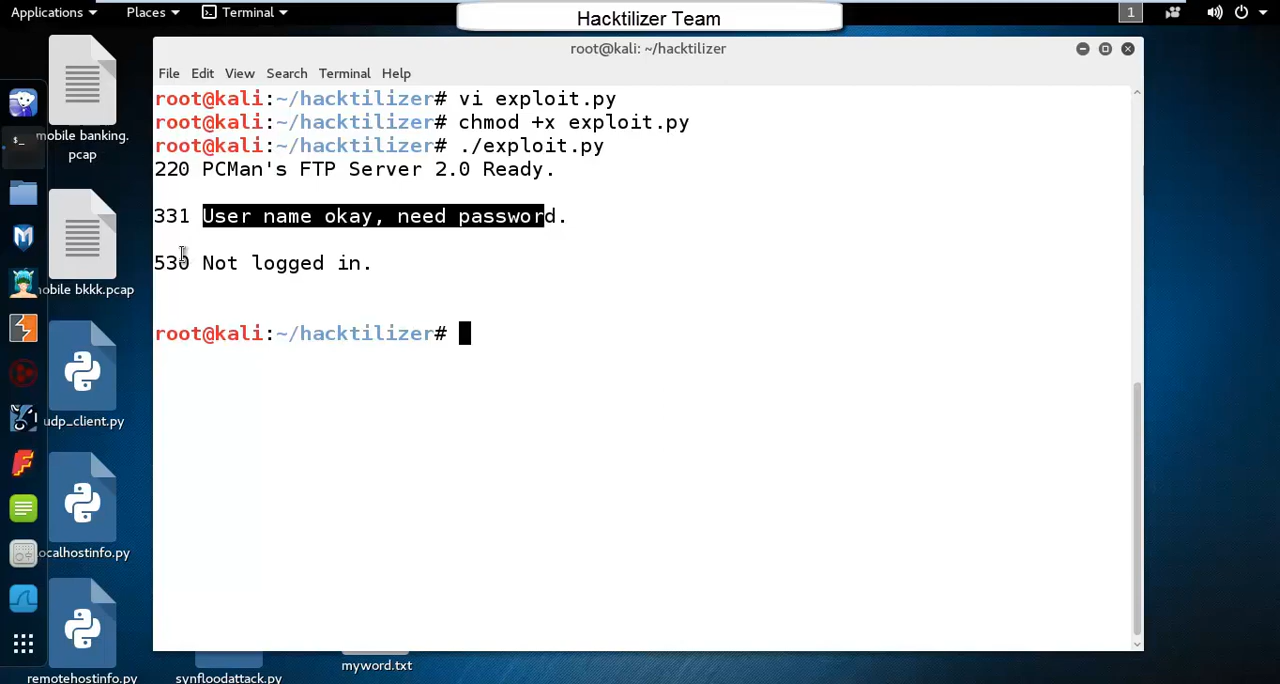 Applications Places Terminal
Hacktilizer Team
1
root@kali: ~/hacktilizer
File Edit View Search Terminal Help
root@kali:~/hacktilizer# vi exploit.py
root@kali:~/hacktilizer# chmod +x exploit.py
root@kali:~/hacktilizer# ./exploit.py
220 PCMan's FTP Server 2.0 Ready.
331 User name okay, need password.
530 Not logged in.
root@kali:~/hacktilizer#
mobile banking.
pcap
mobile bkkk.pcap
udp_client.py
localhostinfo.py
remotehostinfo.py
synfloodattack.py
myword.txt